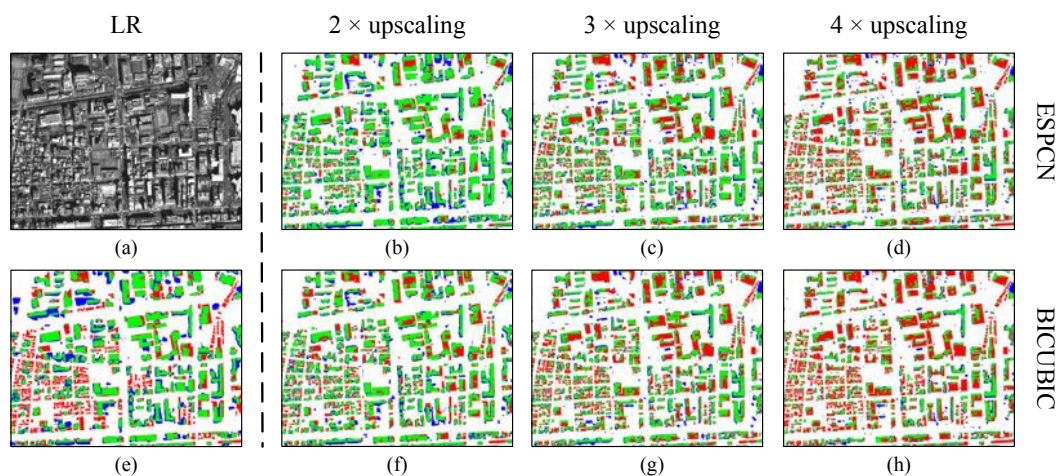 LR
2 × upscaling
3 × upscaling
4 × upscaling
ESPCN
(a)
(b)
(c)
(d)
BICUBIC
(e)
(f)
(g)
(h)